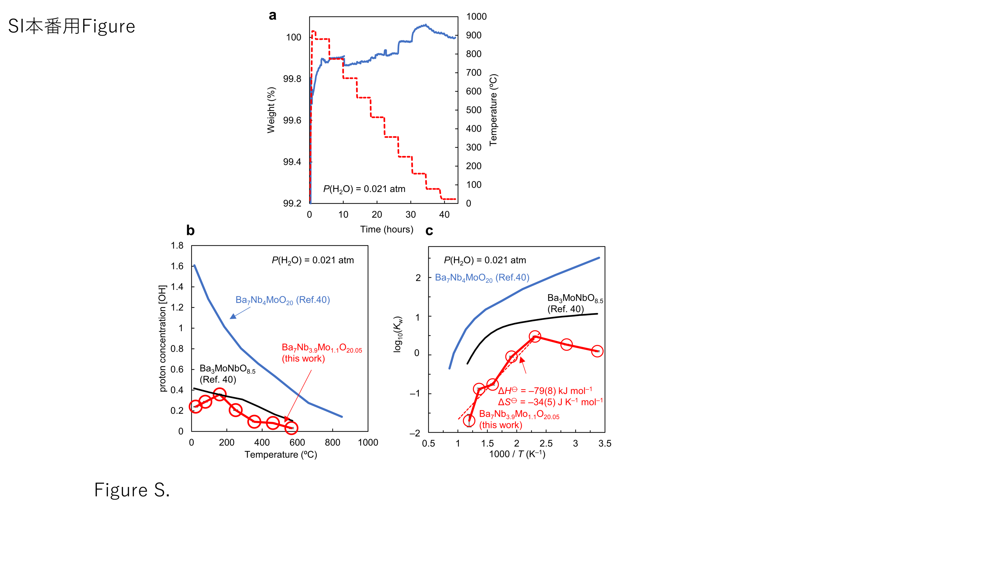 SI本番用Figure
a
1000
900
800
700
600
500
400
300
200
100
0
100
99.8
99.6
99.4
99.2
Weight (%)
Temperature (ºC)
P(H₂O) = 0.021 atm
0 10 20 30 40
Time (hours)
b
1.8
1.6
1.4
1.2
1
0.8
0.6
0.4
0.2
0
proton concentration [OH]
P(H₂O) = 0.021 atm
Ba₇Nb₄MoO₂₀ (Ref.40)
Ba₇Nb₃.₉Mo₁.₁O₂₀.₀₅
(this work)
Ba₃MoNbO₈.₅
(Ref. 40)
0 200 400 600 800 1000
Temperature (ºC)
c
2
1
0
–1
–2
log₁₀(Kw)
P(H₂O) = 0.021 atm
Ba₇Nb₄MoO₂₀ (Ref.40)
Ba₃MoNbO₈.₅
(Ref. 40)
ΔH⊖ = –79(8) kJ mol⁻¹
ΔS⊖ = –34(5) J K⁻¹ mol⁻¹
Ba₇Nb₃.₉Mo₁.₁O₂₀.₀₅
(this work)
0.5 1 1.5 2 2.5 3 3.5
1000 / T (K⁻¹)
Figure S.